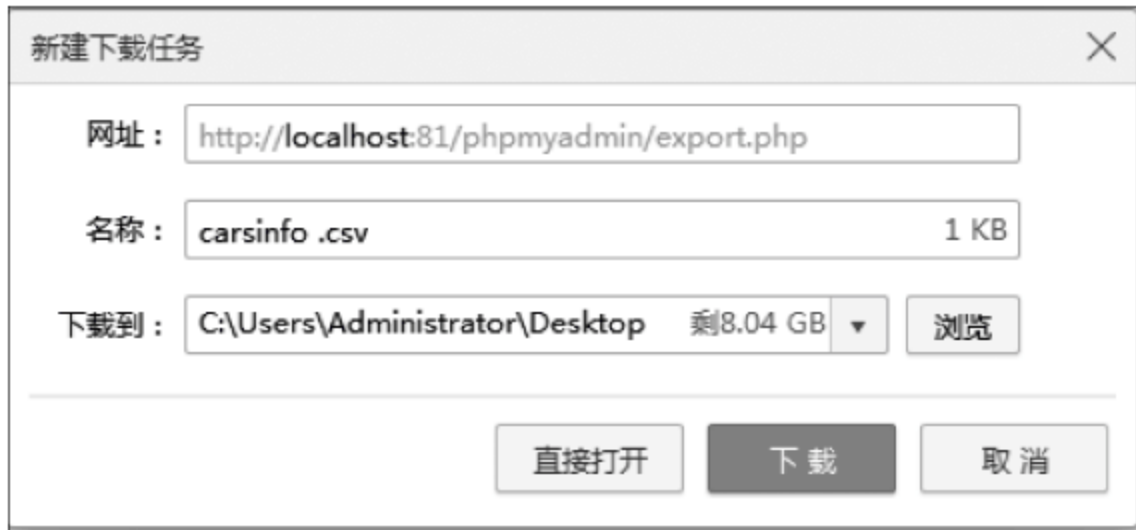 新建下载任务
网址： http://localhost:81/phpmyadmin/export.php
名称： carsinfo .csv 1 KB
下载到： C:\Users\Administrator\Desktop 剩8.04 GB 浏览
直接打开 下载 取消